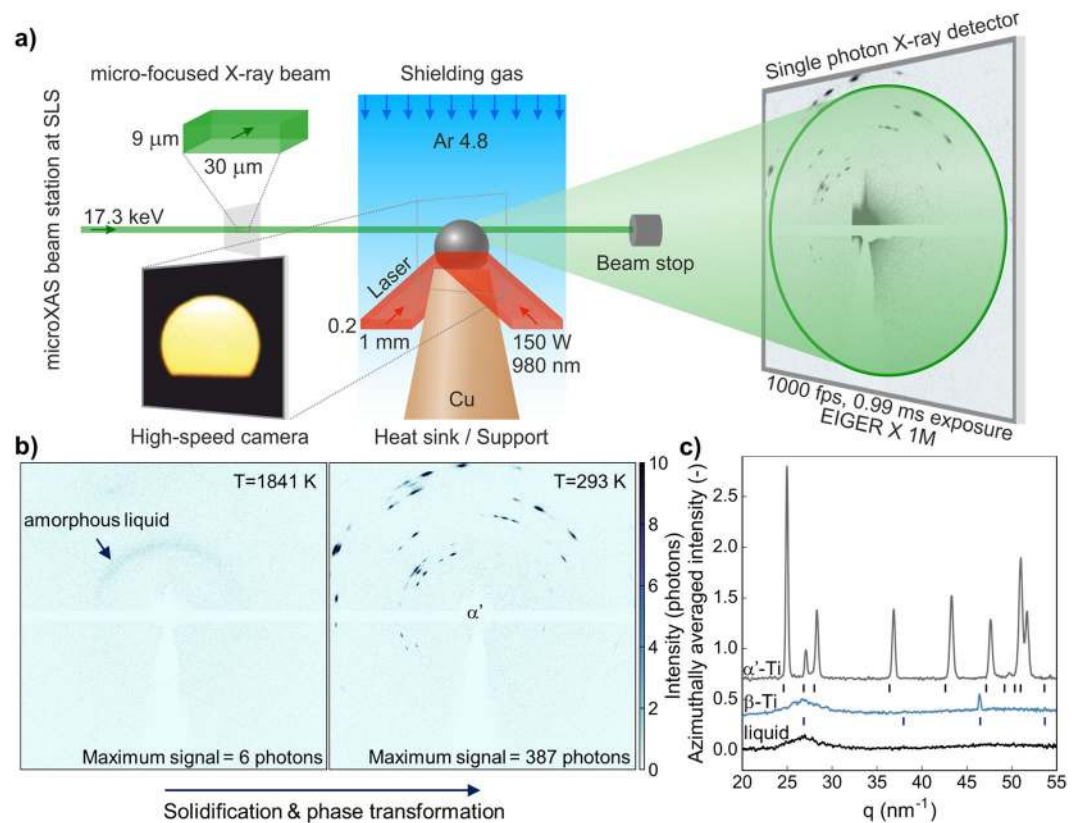 a)
micro-focused X-ray beam
Shielding gas
Single photon X-ray detector
microXAS beam station at SLS
9 μm
30 μm
Ar 4.8
17.3 keV
Beam stop
Laser
0.2
1 mm
150 W
980 nm
Cu
1000 fps, 0.99 ms exposure
EIGER X 1M
High-speed camera
Heat sink / Support
b)
T=1841 K
amorphous liquid
Maximum signal = 6 photons
T=293 K
α'
Maximum signal = 387 photons
10
8
6
4
2
0
Intensity (photons)
Solidification & phase transformation
c)
Azimuthally averaged intensity (-)
2.5
2.0
1.5
1.0
0.5
0.0
α'-Ti
β-Ti
liquid
20 25 30 35 40 45 50 55
q (nm⁻¹)